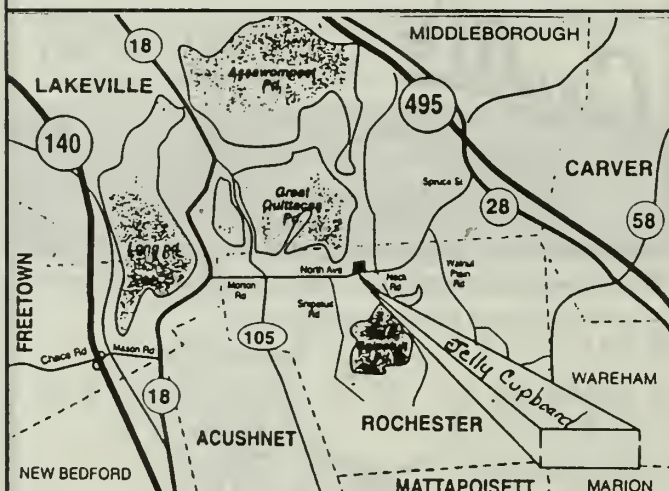 MIDDLEBOROUGH
18
LAKEVILLE
Assawompset
Pd.
495
140
CARVER
Great
Quittacas
Pd.
Spruce St.
28
58
Long Pd.
North Ave
Marion
Rd
Snipatuit
Rd
Neck
Rd
Walnut
Plain Rd
FREETOWN
Chace Rd
Mason Rd
105
18
Jelly Cupboard
WAREHAM
ROCHESTER
ACUSHNET
NEW BEDFORD
MATTAPOISETT
MARION